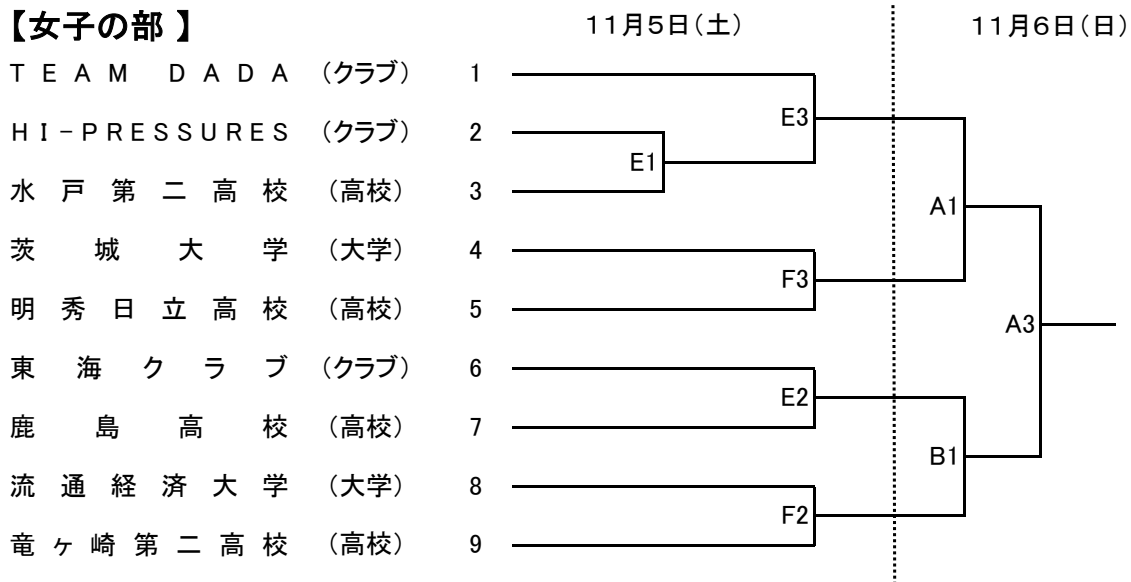 【女子の部 】 11月5日(土) 11月6日(日)
TEAM DADA (クラブ) 1
E3
HI-PRESSURES (クラブ) 2
E1
水戸第二高校 (高校) 3
A1
茨城大学 (大学) 4
F3
明秀日立高校 (高校) 5
A3
東海クラブ (クラブ) 6
E2
鹿島高校 (高校) 7
B1
流通経済大学 (大学) 8
F2
竜ヶ崎第二高校 (高校) 9